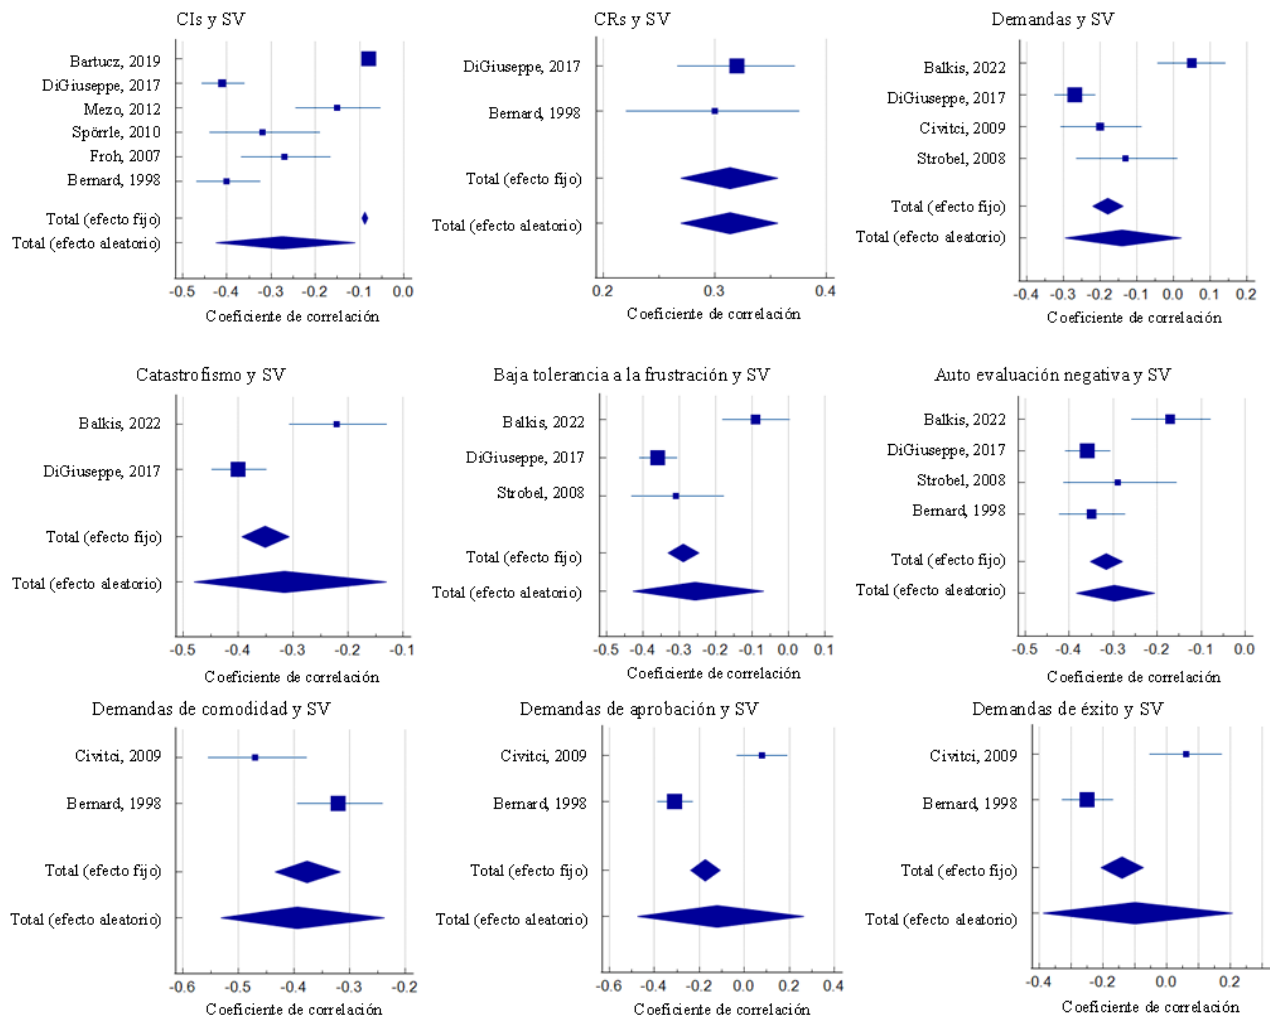 CIs y SV
Bartucz, 2019
DiGiuseppe, 2017
Mezo, 2012
Spörrle, 2010
Froh, 2007
Bernard, 1998
Total (efecto fijo)
Total (efecto aleatorio)
-0.5 -0.4 -0.3 -0.2 -0.1 0.0
Coeficiente de correlación
CRs y SV
DiGiuseppe, 2017
Bernard, 1998
Total (efecto fijo)
Total (efecto aleatorio)
0.2 0.3 0.4
Coeficiente de correlación
Demandas y SV
Balkis, 2022
DiGiuseppe, 2017
Civitci, 2009
Strobel, 2008
Total (efecto fijo)
Total (efecto aleatorio)
-0.4 -0.3 -0.2 -0.1 0.0 0.1 0.2
Coeficiente de correlación
Catastrofismo y SV
Balkis, 2022
DiGiuseppe, 2017
Total (efecto fijo)
Total (efecto aleatorio)
-0.5 -0.4 -0.3 -0.2 -0.1
Coeficiente de correlación
Baja tolerancia a la frustración y SV
Balkis, 2022
DiGiuseppe, 2017
Strobel, 2008
Total (efecto fijo)
Total (efecto aleatorio)
-0.5 -0.4 -0.3 -0.2 -0.1 0.0 0.1
Coeficiente de correlación
Auto evaluación negativa y SV
Balkis, 2022
DiGiuseppe, 2017
Strobel, 2008
Bernard, 1998
Total (efecto fijo)
Total (efecto aleatorio)
-0.5 -0.4 -0.3 -0.2 -0.1 0.0
Coeficiente de correlación
Demandas de comodidad y SV
Civitci, 2009
Bernard, 1998
Total (efecto fijo)
Total (efecto aleatorio)
-0.6 -0.5 -0.4 -0.3 -0.2
Coeficiente de correlación
Demandas de aprobación y SV
Civitci, 2009
Bernard, 1998
Total (efecto fijo)
Total (efecto aleatorio)
-0.6 -0.4 -0.2 0.0 0.2 0.4
Coeficiente de correlación
Demandas de éxito y SV
Civitci, 2009
Bernard, 1998
Total (efecto fijo)
Total (efecto aleatorio)
-0.4 -0.2 0.0 0.2
Coeficiente de correlación